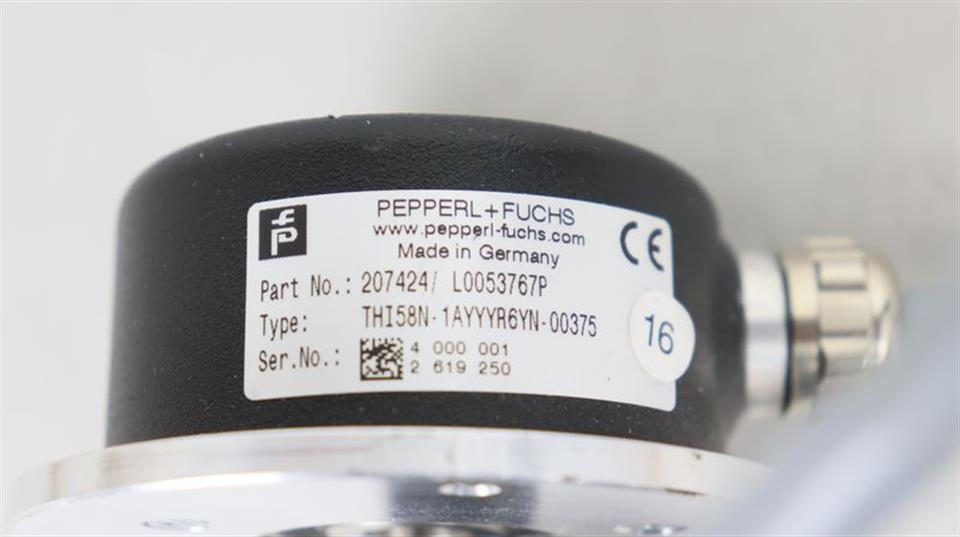 PEPPERL+FUCHS
www.pepperl-fuchs.com
Made in Germany
CE
Part No.: 207424/ L0053767P
Type: THI58N-1AYYYR6YN-00375
Ser.No.: 4 000 001
2 619 250
16